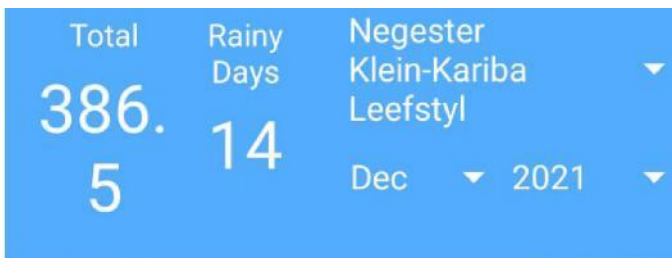 Total
386.
5
Rainy
Days
14
Negester
Klein-Kariba
Leefstyl
Dec
2021